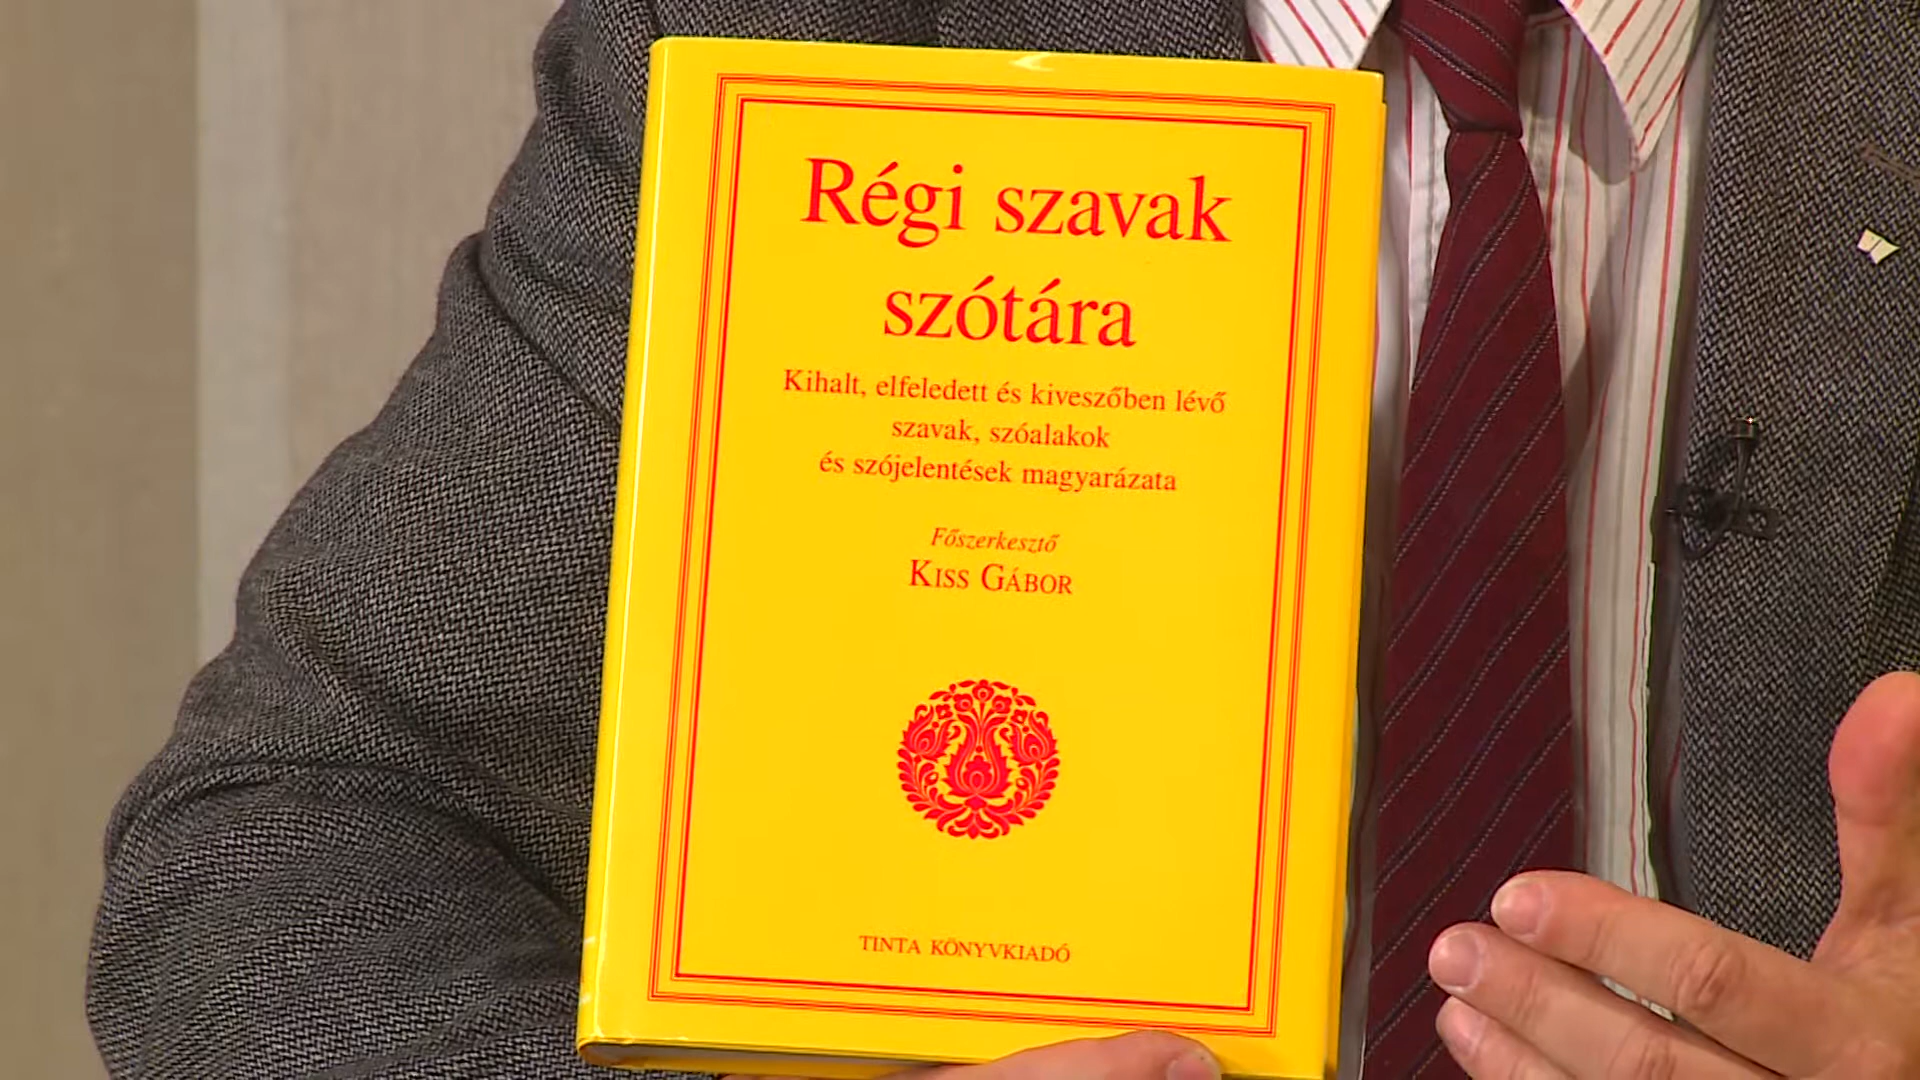 Régi szavak
szótára
Kihalt, elfeledett és kiveszőben lévő
szavak, szóalakok
és szójelentések magyarázata
Főszerkesztő
KISS GÁBOR
TINTA KÖNYVKIADÓ